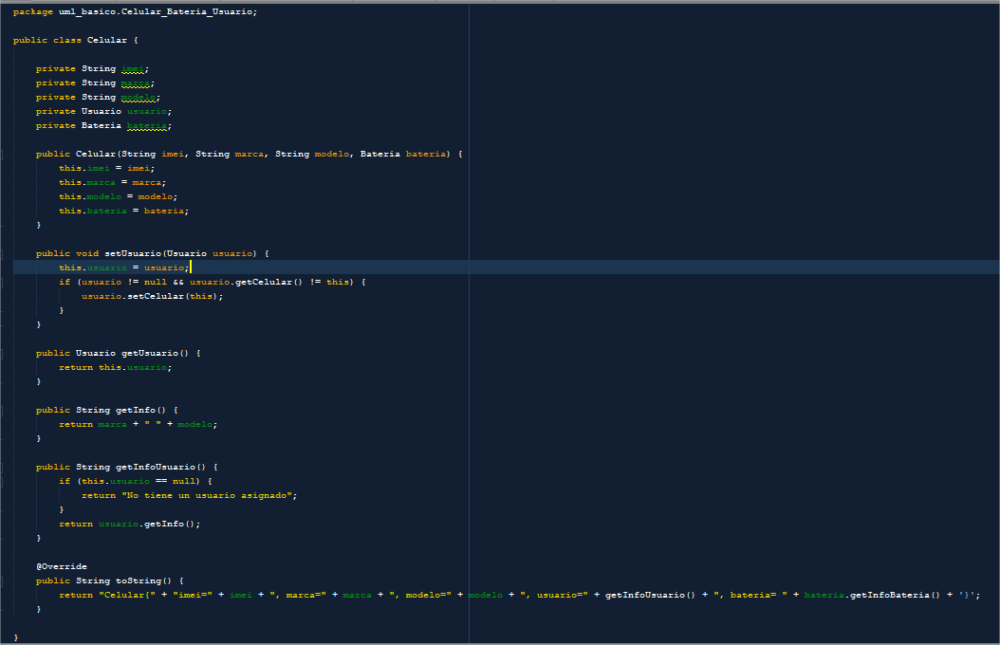 package uml_basico.Celular_Bateria_Usuario;
public class Celular {
private String imei;
private String marca;
private String modelo;
private Usuario usuario;
private Bateria bateria;
public Celular(String imei, String marca, String modelo, Bateria bateria) {
this.imei = imei;
this.marca = marca;
this.modelo = modelo;
this.bateria = bateria;
}
public void setUsuario(Usuario usuario) {
this.usuario = usuario;
if (usuario != null && usuario.getCelular() != this) {
usuario.setCelular(this);
}
}
public Usuario getUsuario() {
return this.usuario;
}
public String getInfo() {
return marca + " " + modelo;
}
public String getInfoUsuario() {
if (this.usuario == null) {
return "No tiene un usuario asignado";
}
return usuario.getInfo();
}
@Override
public String toString() {
return "Celular{" + "imei=" + imei + ", marca=" + marca + ", modelo=" + modelo + ", usuario=" + getInfoUsuario() + ", bateria= " + bateria.getInfoBateria() + '}';
}
}